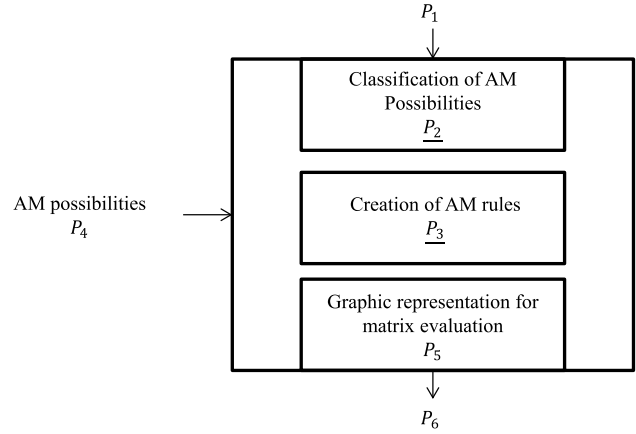 P₁
Classification of AM
Possibilities
P₂
AM possibilities
P₄
Creation of AM rules
P₃
Graphic representation for
matrix evaluation
P₅
P₆